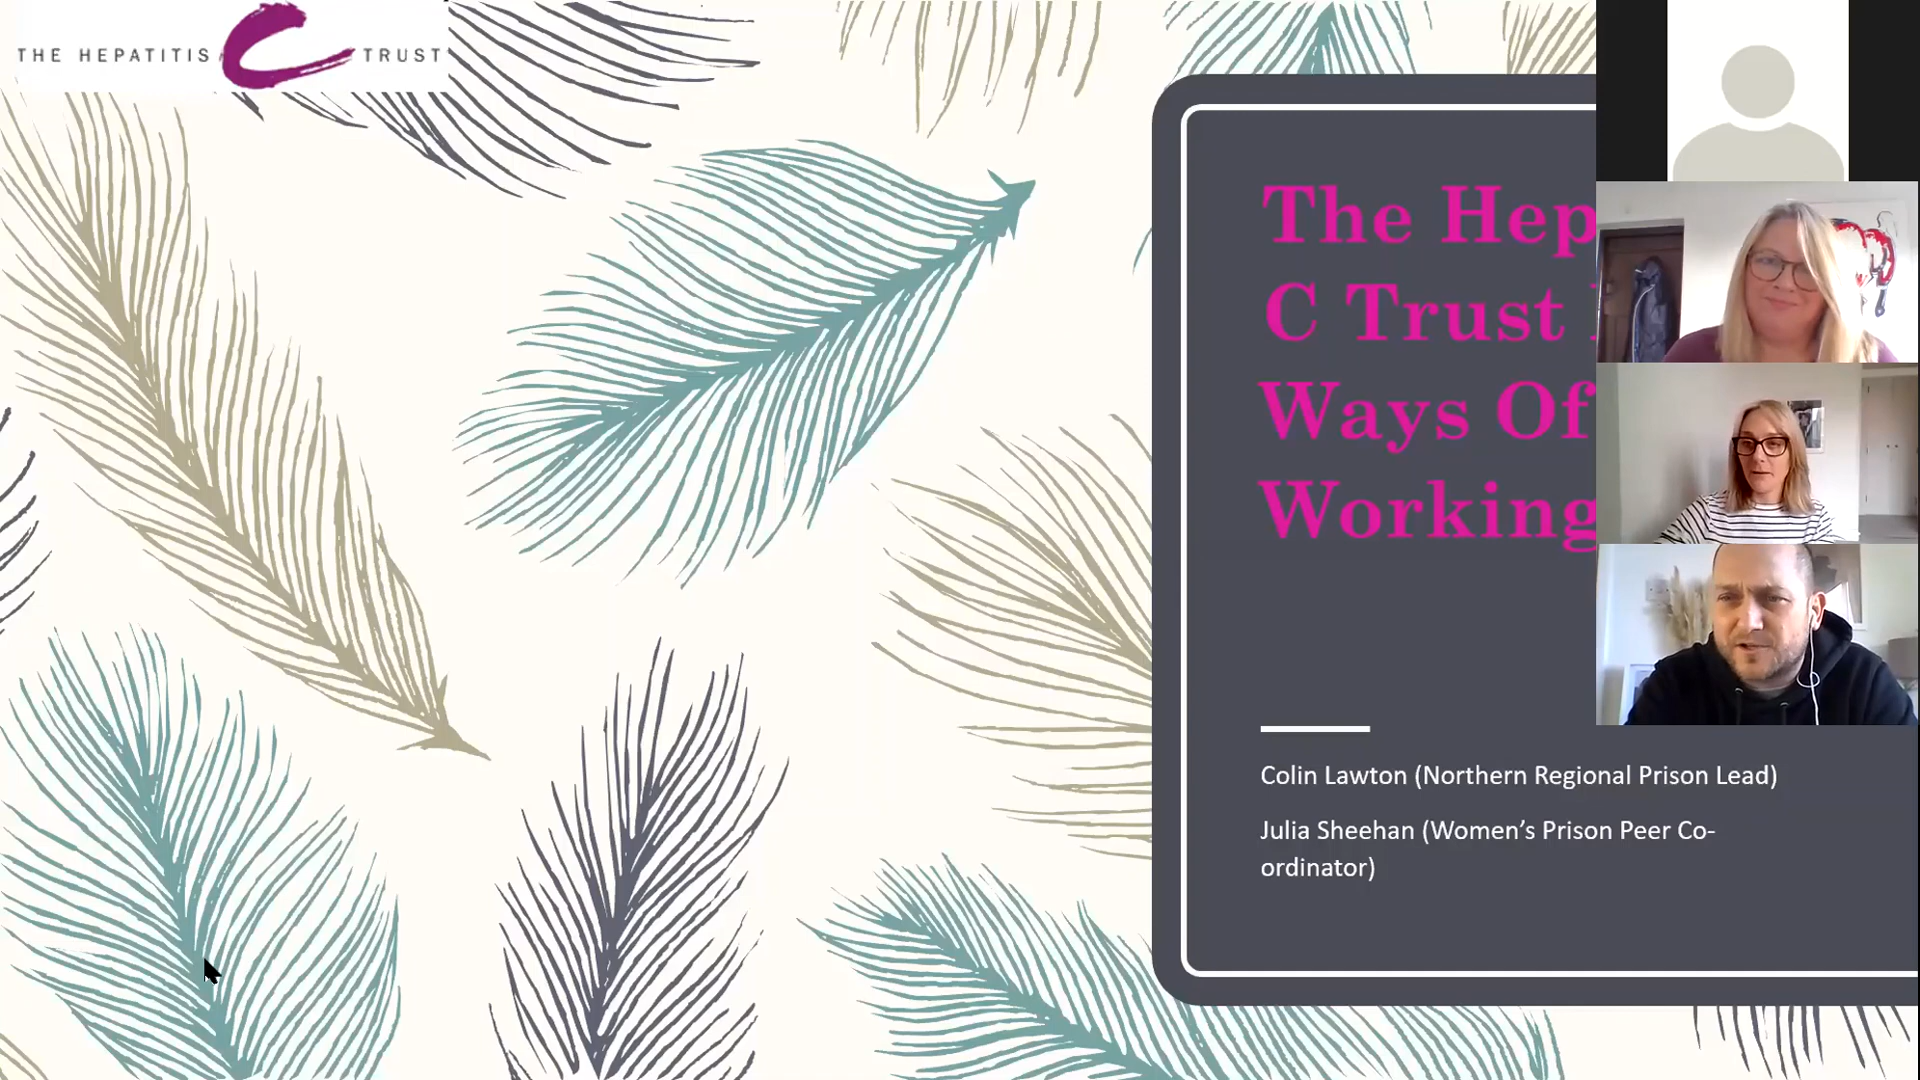 THE HEPATITIS C TRUST
The Hep
C Trust
Ways Of
Working
Colin Lawton (Northern Regional Prison Lead)
Julia Sheehan (Women’s Prison Peer Co-
ordinator)